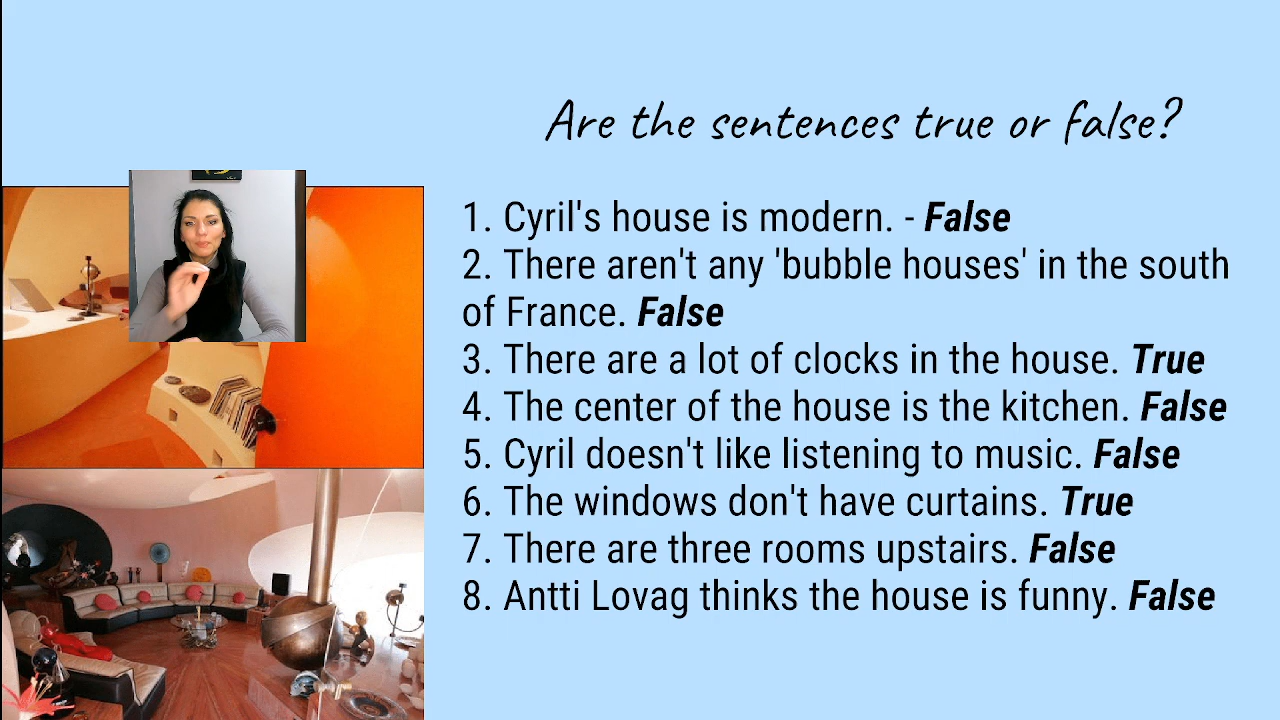 Are the sentences true or false?
1. Cyril's house is modern. - False
2. There aren't any 'bubble houses' in the south
of France. False
3. There are a lot of clocks in the house. True
4. The center of the house is the kitchen. False
5. Cyril doesn't like listening to music. False
6. The windows don't have curtains. True
7. There are three rooms upstairs. False
8. Antti Lovag thinks the house is funny. False